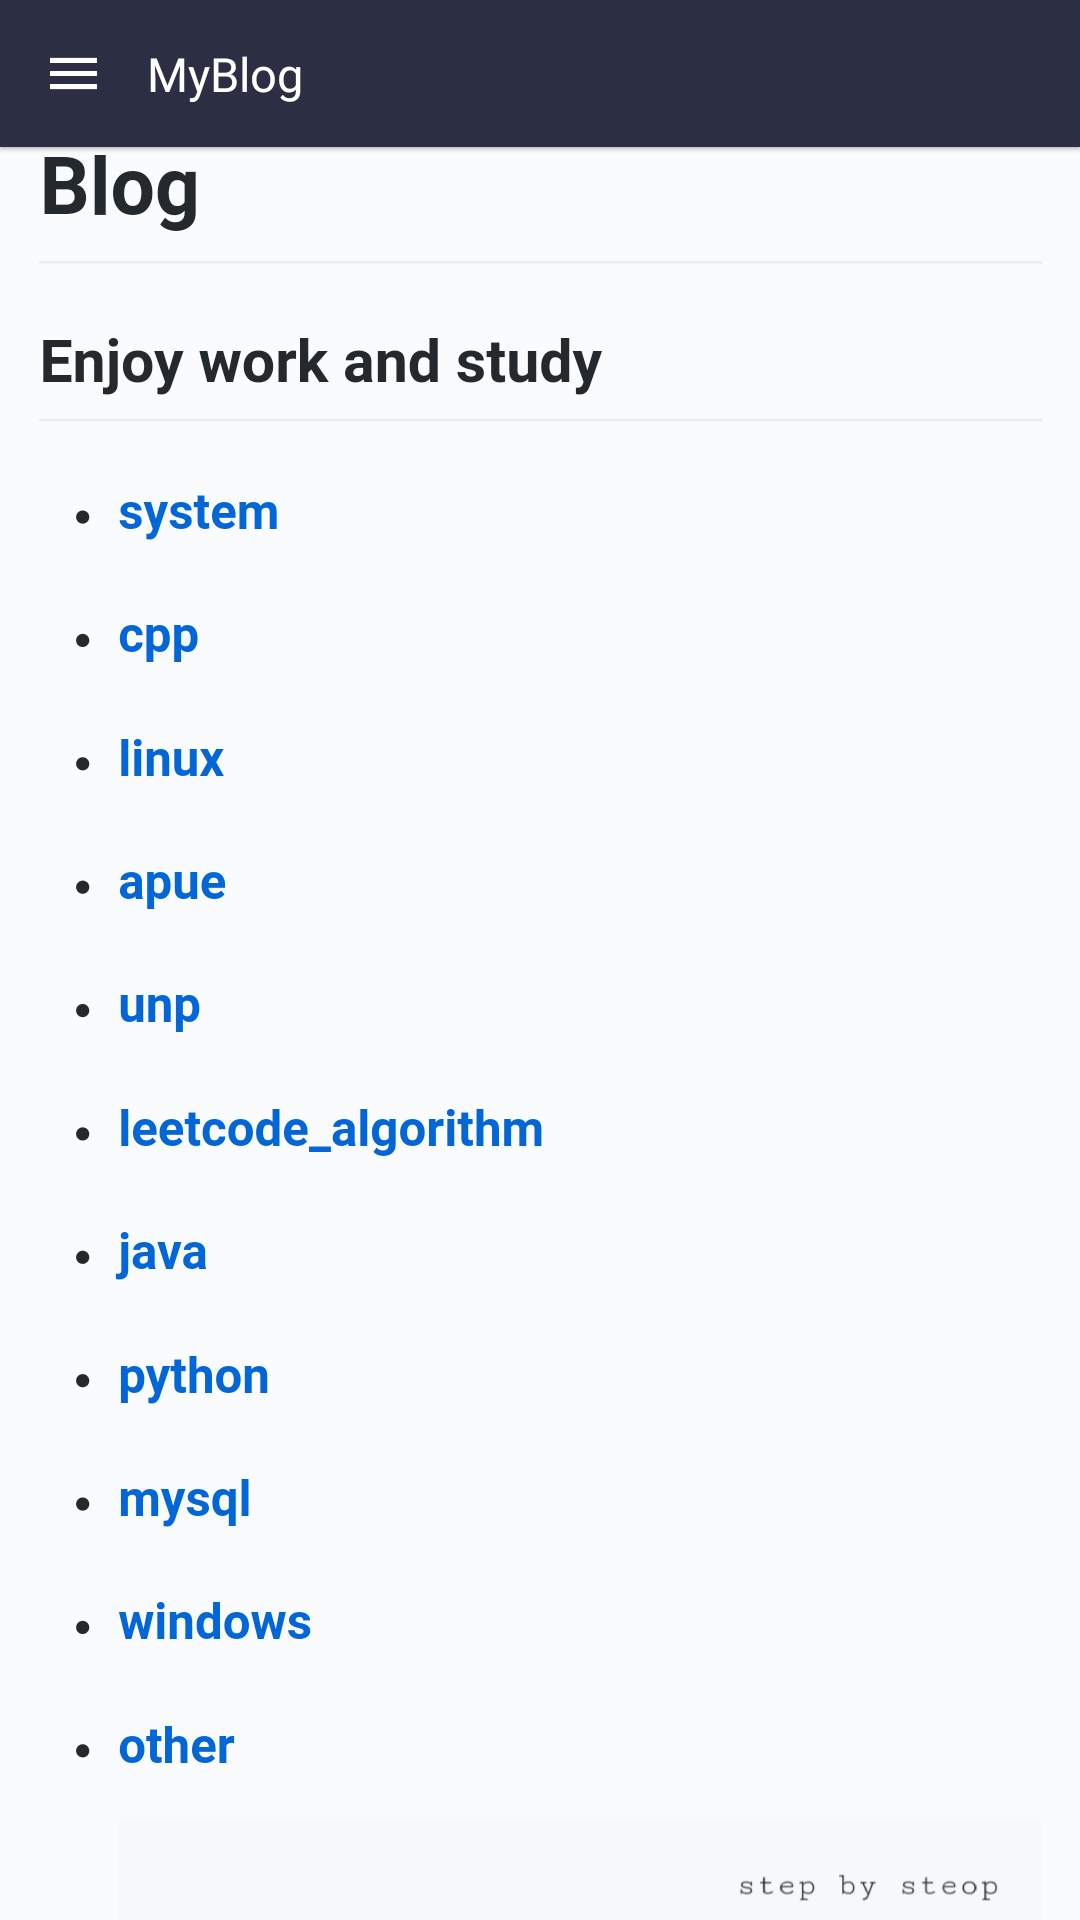 MyBlog
Blog
Enjoy work and study
system
cpp
linux
apue
unp
leetcode_algorithm
java
python
mysql
windows
other
step by steop